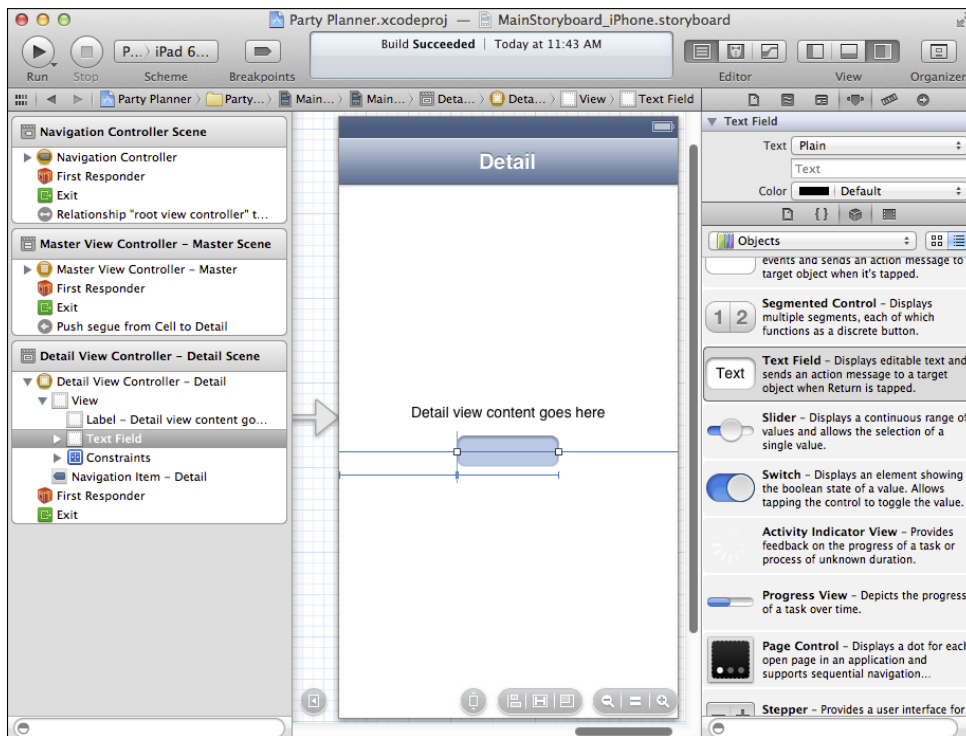 Party Planner.xcodeproj — MainStoryboard_iPhone.storyboard
P... 〉 iPad 6...
Build Succeeded | Today at 11:43 AM
Run Stop Scheme Breakpoints Editor View Organizer
Party Planner 〉 Party... 〉 Main... 〉 Main... 〉 Deta... 〉 Deta... 〉 View 〉 Text Field
Navigation Controller Scene
Navigation Controller
First Responder
Exit
Relationship "root view controller" t...
Master View Controller – Master Scene
Master View Controller – Master
First Responder
Exit
Push segue from Cell to Detail
Detail View Controller – Detail Scene
Detail View Controller – Detail
View
Label – Detail view content go...
Text Field
Constraints
Navigation Item – Detail
First Responder
Exit
Detail
Detail view content goes here
Text Field
Text Plain
Text
Color Default
{ }
Objects
events and sends an action message to
target object when it's tapped.
1 2
Segmented Control – Displays
multiple segments, each of which
functions as a discrete button.
Text
Text Field – Displays editable text and
sends an action message to a target
object when Return is tapped.
Slider – Displays a continuous range of
values and allows the selection of a
single value.
Switch – Displays an element showing
the boolean state of a value. Allows
tapping the control to toggle the value.
Activity Indicator View – Provides
feedback on the progress of a task or
process of unknown duration.
Progress View – Depicts the progress
of a task over time.
Page Control – Displays a dot for each
open page in an application and
supports sequential navigation...
Stepper – Provides a user interface for